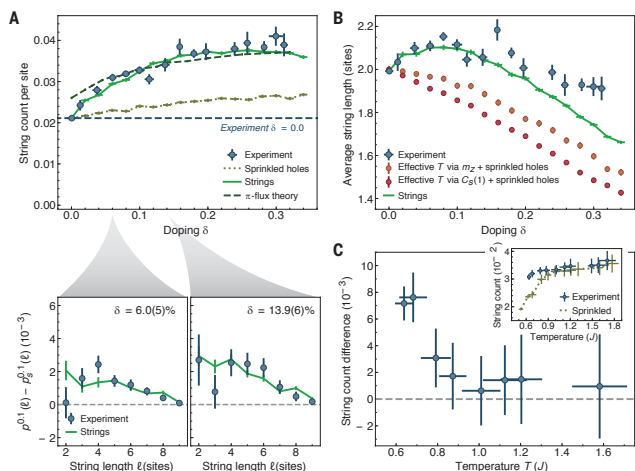 A
String count per site
0.04
0.03
0.02
0.01
0.00
Experiment δ = 0.0
Experiment
Sprinkled holes
Strings
π-flux theory
0.0
0.1
0.2
0.3
Doping δ
δ = 6.0(5)%
δ = 13.9(6)%
p^0.1(ℓ) − p_s^0.1(ℓ) (10⁻³)
6
4
2
0
−2
Experiment
Strings
2
4
6
8
String length ℓ(sites)
2
4
6
8
String length ℓ(sites)
B
Average string length (sites)
2.2
2.0
1.8
1.6
1.4
Experiment
Effective T via m_z + sprinkled holes
Effective T via C_s(1) + sprinkled holes
Strings
0.0
0.1
0.2
0.3
Doping δ
C
String count difference (10⁻³)
10
8
6
4
2
0
−2
0.6
0.8
1.0
1.2
1.4
1.6
Temperature T (J)
String count (10⁻²)
4
3
2
Experiment
Sprinkled
0.6
0.9
1.2
1.5
1.8
Temperature (J)